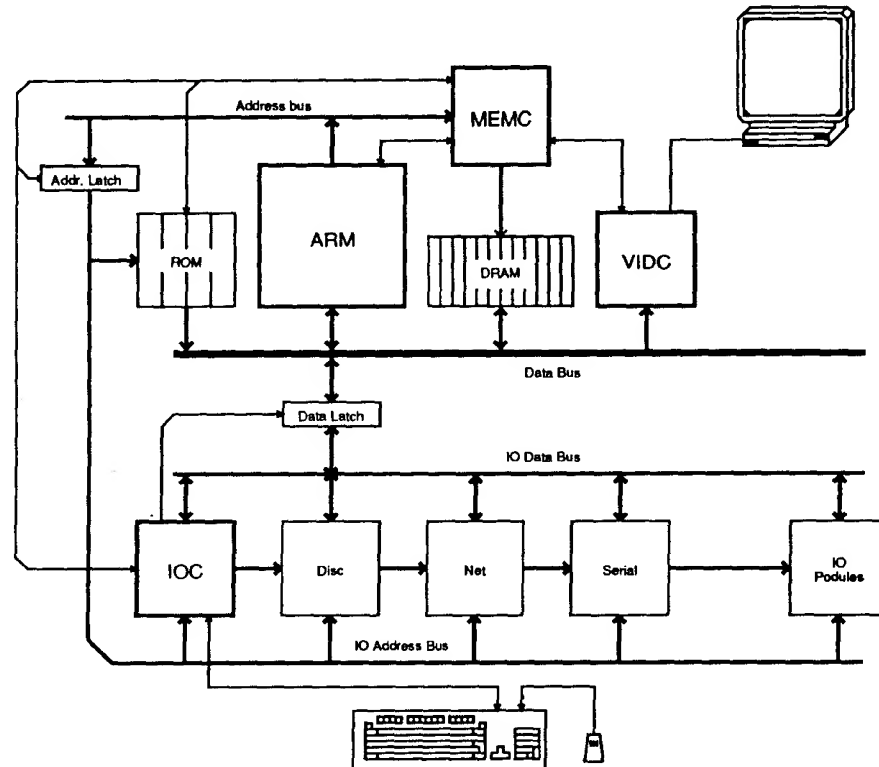 Address bus
MEMC
Addr. Latch
ROM
ARM
DRAM
VIDC
Data Bus
Data Latch
IO Data Bus
IOC
Disc
Net
Serial
IO
Podules
IO Address Bus